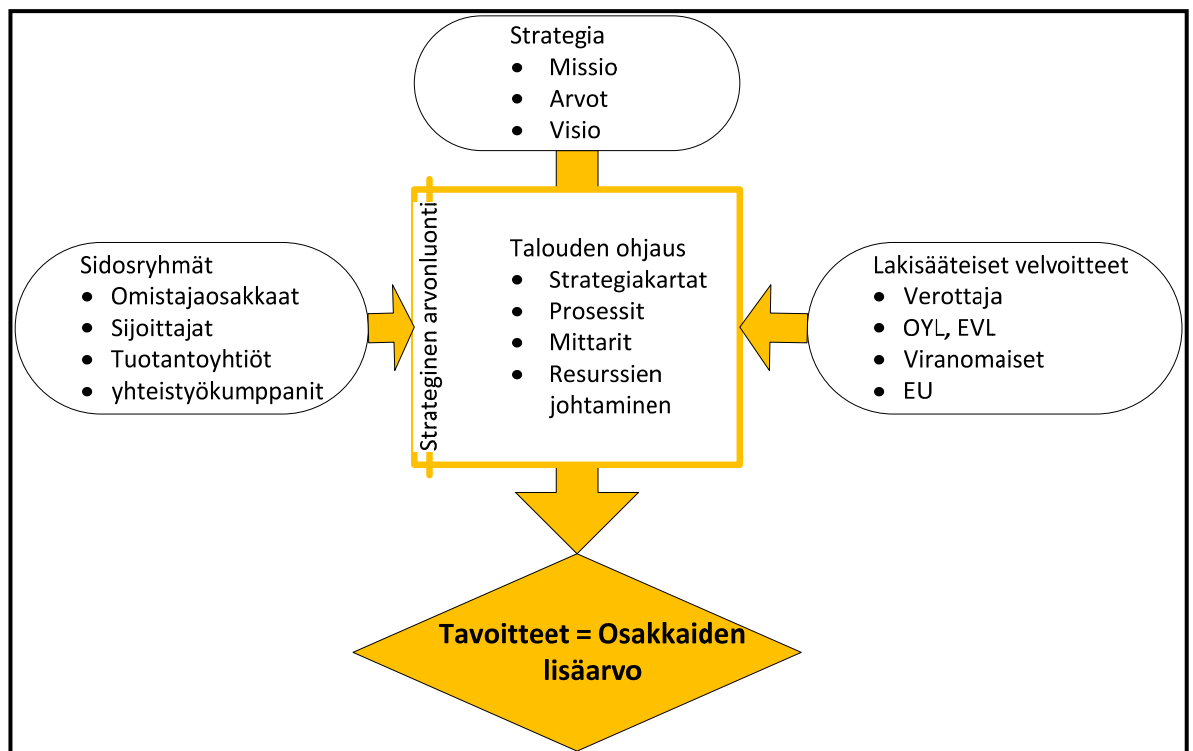 Strategia
• Missio
• Arvot
• Visio
Sidosryhmät
• Omistajaosakkaat
• Sijoittajat
• Tuotantoyhtiöt
• yhteistyökumppanit
Strateginen arvonluonti
Talouden ohjaus
• Strategiakartat
• Prosessit
• Mittarit
• Resurssien
johtaminen
Lakisääteiset velvoitteet
• Verottaja
• OYL, EVL
• Viranomaiset
• EU
Tavoitteet = Osakkaiden
lisäarvo